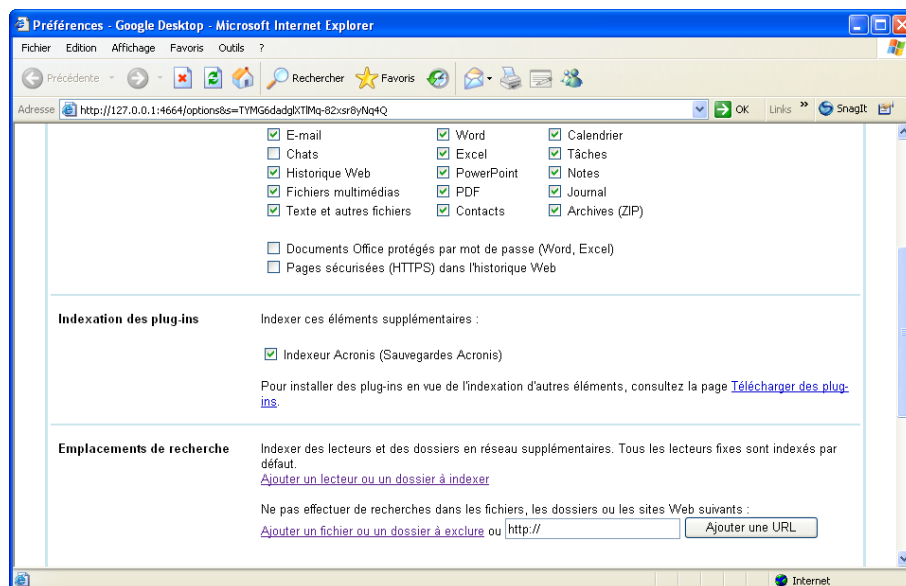 Préférences - Google Desktop - Microsoft Internet Explorer
Fichier Edition Affichage Favoris Outils ?
Précédente Rechercher Favoris
Adresse http://127.0.0.1:4664/options&s=TYMG6dadglXTlMq-82xsr8yNq4Q OK Links » SnagIt
E-mail Word Calendrier
Chats Excel Tâches
Historique Web PowerPoint Notes
Fichiers multimédias PDF Journal
Texte et autres fichiers Contacts Archives (ZIP)
Documents Office protégés par mot de passe (Word, Excel)
Pages sécurisées (HTTPS) dans l'historique Web
Indexation des plug-ins Indexer ces éléments supplémentaires :
Indexeur Acronis (Sauvegardes Acronis)
Pour installer des plug-ins en vue de l'indexation d'autres éléments, consultez la page Télécharger des plug-
ins.
Emplacements de recherche Indexer des lecteurs et des dossiers en réseau supplémentaires. Tous les lecteurs fixes sont indexés par
défaut.
Ajouter un lecteur ou un dossier à indexer
Ne pas effectuer de recherches dans les fichiers, les dossiers ou les sites Web suivants :
Ajouter un fichier ou un dossier à exclure ou http:// Ajouter une URL
Internet